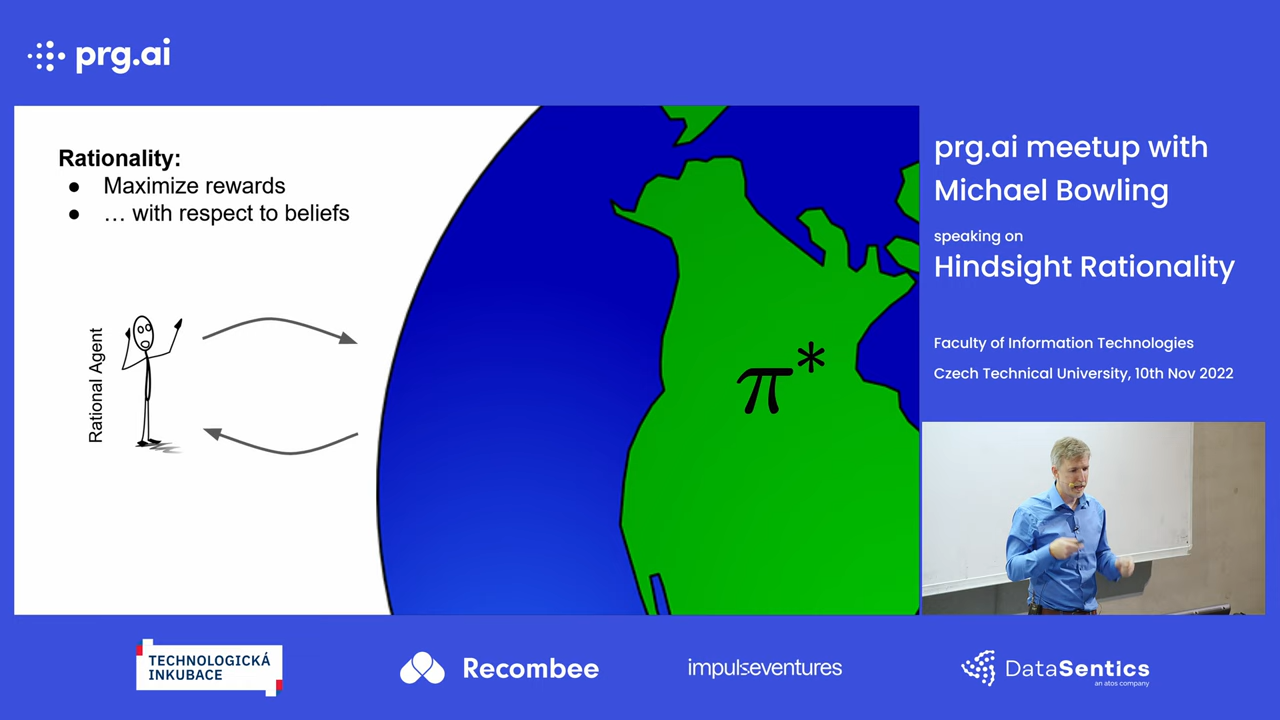 prg.ai
Rationality:
● Maximize rewards
● … with respect to beliefs
Rational Agent
π*
prg.ai meetup with
Michael Bowling
speaking on
Hindsight Rationality
Faculty of Information Technologies
Czech Technical University, 10th Nov 2022
TECHNOLOGICKÁ
INKUBACE
Recombee
impulseventures
DataSentics
an atos company